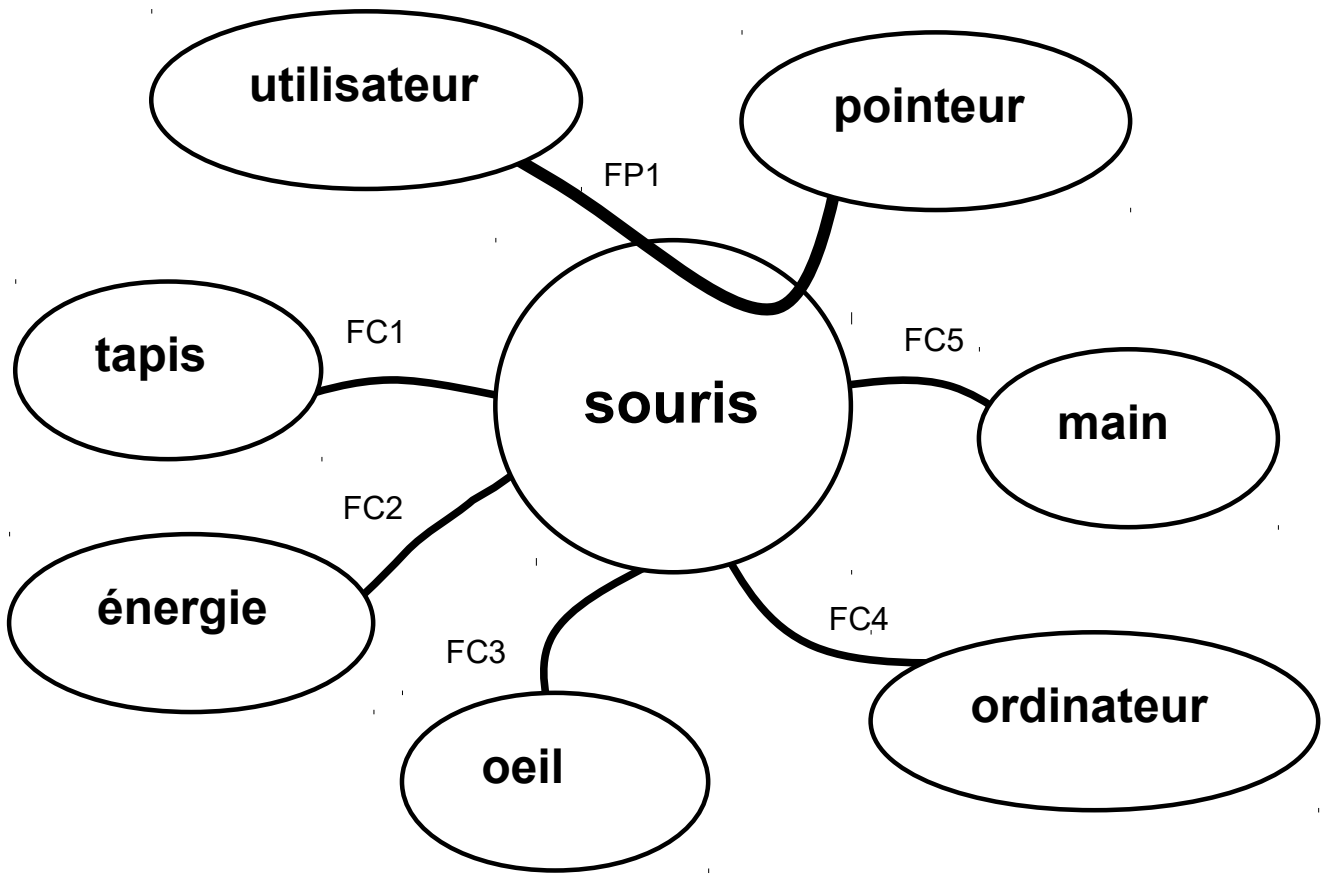 utilisateur
pointeur
FP1
tapis
FC1
souris
FC5
main
énergie
FC2
FC3
oeil
FC4
ordinateur